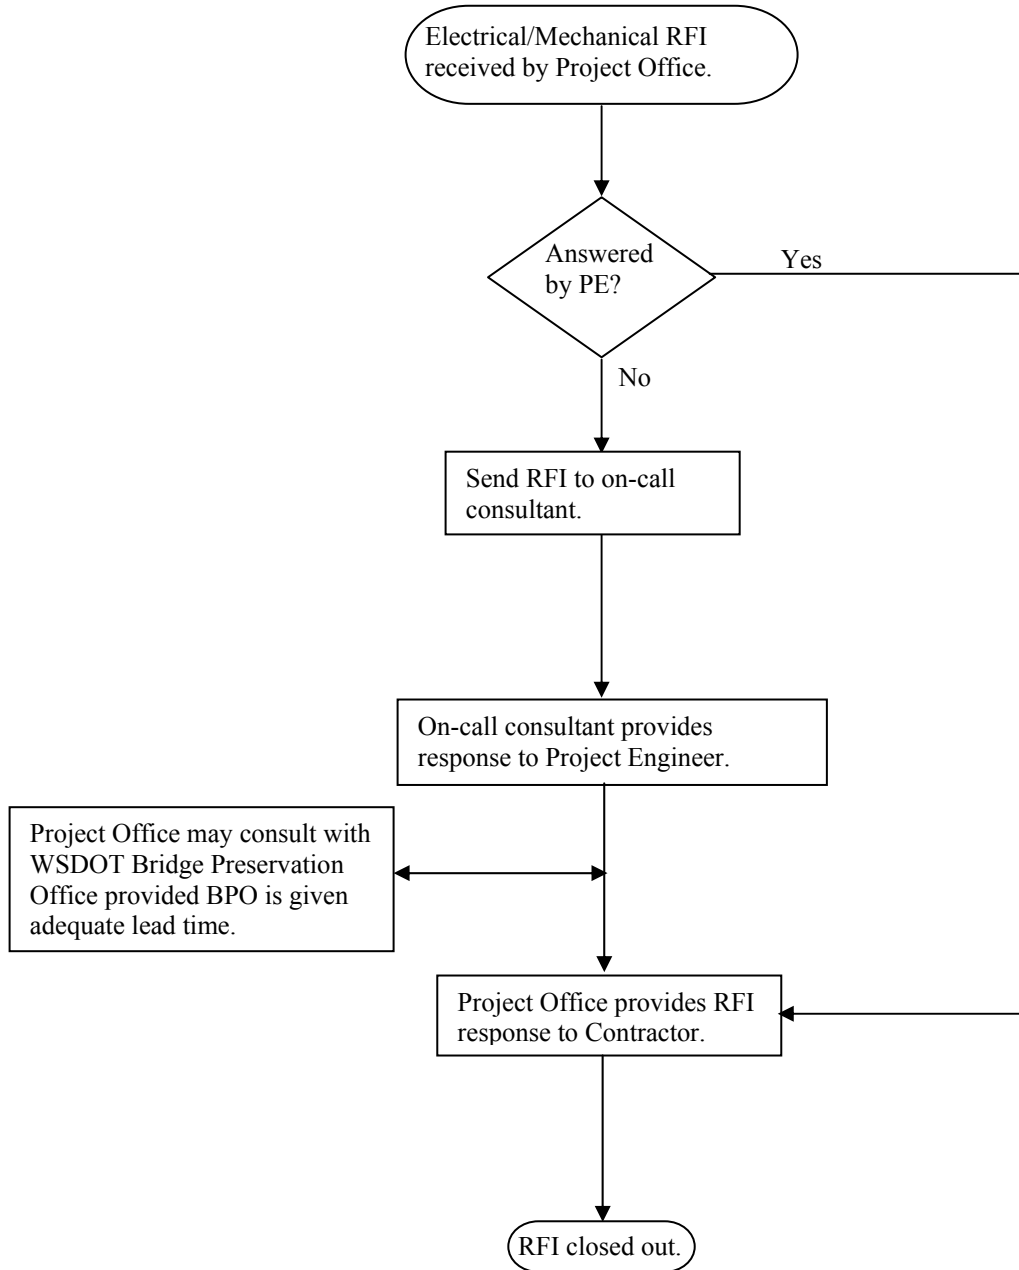 Electrical/Mechanical RFI
received by Project Office.
Answered
by PE?
Yes
No
Send RFI to on-call
consultant.
On-call consultant provides
response to Project Engineer.
Project Office may consult with
WSDOT Bridge Preservation
Office provided BPO is given
adequate lead time.
Project Office provides RFI
response to Contractor.
RFI closed out.